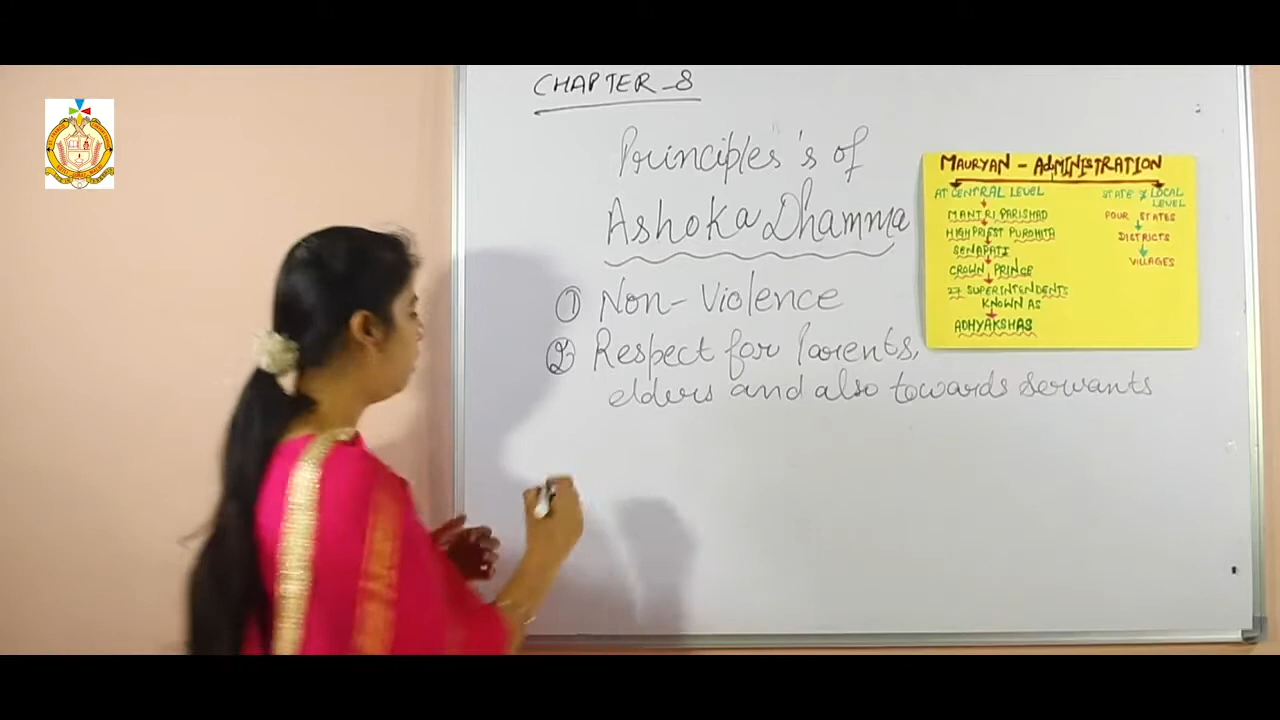 CHAPTER - 8
Principles's of
Ashoka Dhamma
① Non-Violence
② Respect for Parents,
elders and also towards servants
MAURYAN - ADMINISTRATION
AT CENTRAL LEVEL
MANTRI PARISHAD
HIGH PRIEST PUROHITA
SENAPATI
CROWN PRINCE
27 SUPERINTENDENTS
KNOWN AS
ADHYAKSHAS
STATE & LOCAL
LEVEL
FOUR STATES
DISTRICTS
VILLAGES